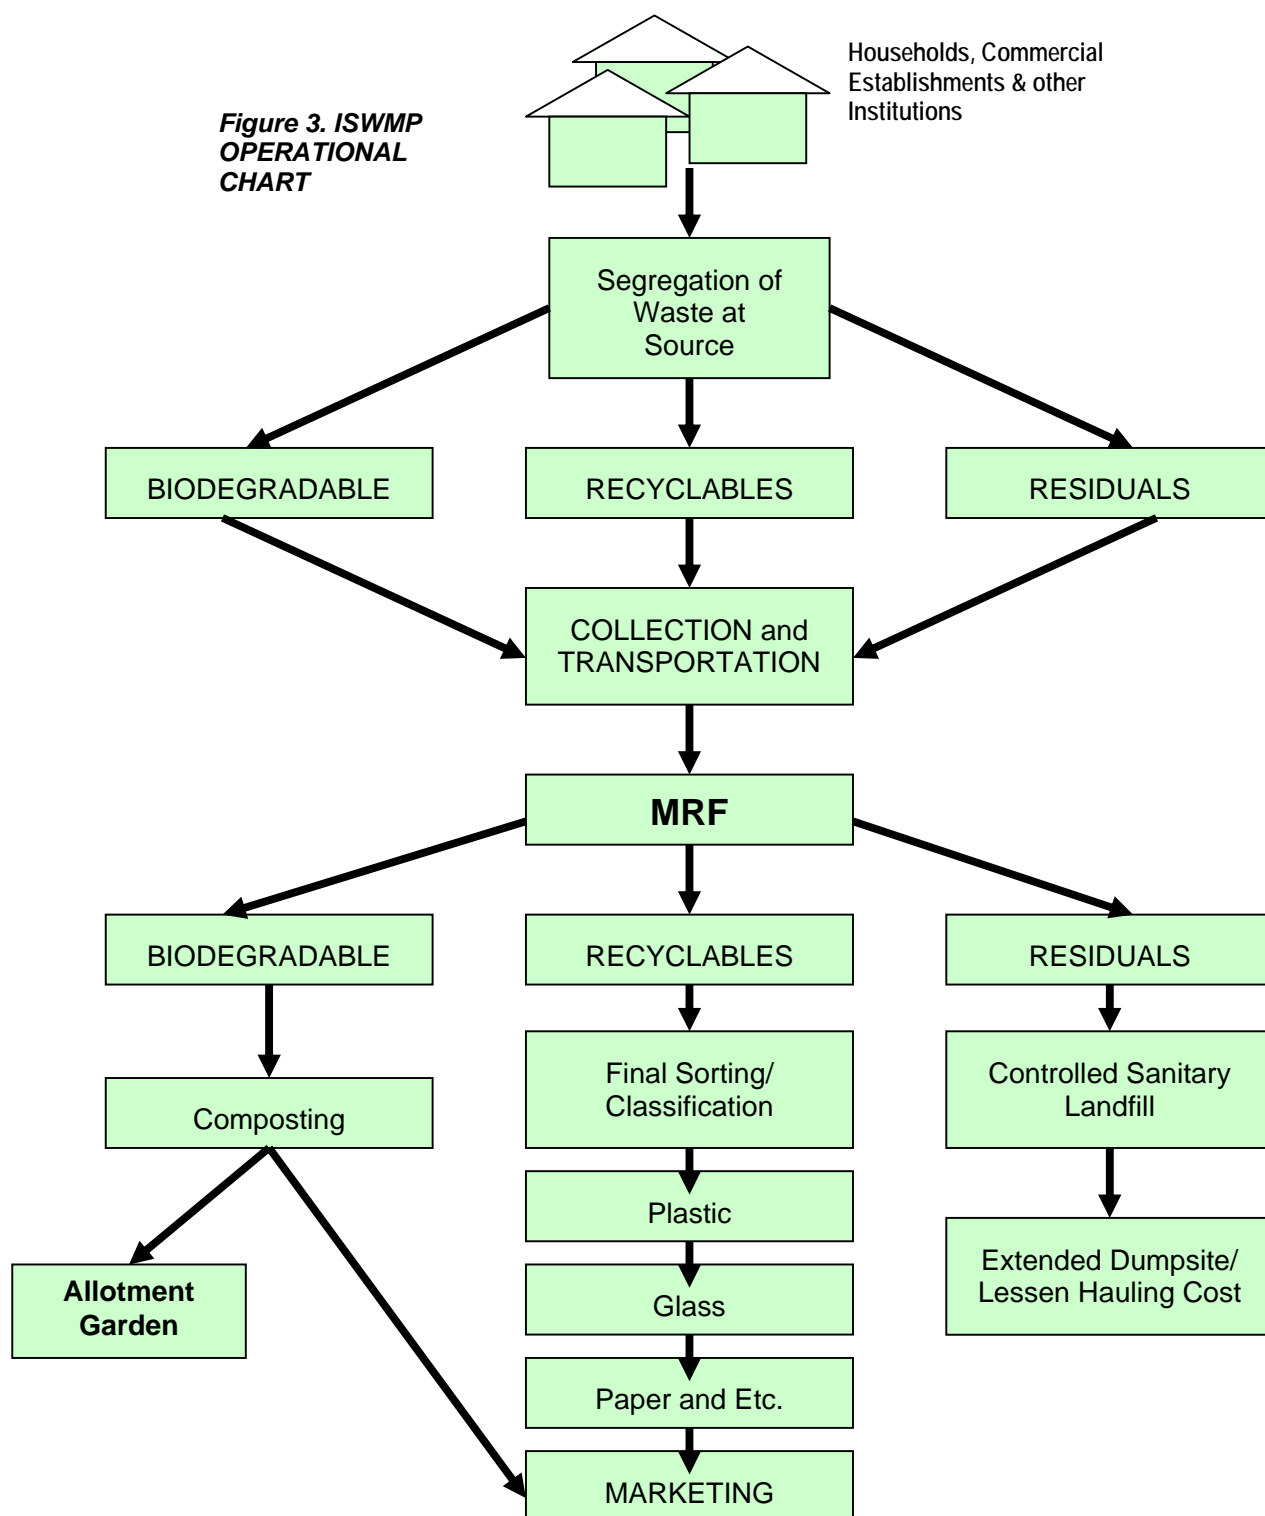 Households, Commercial
Establishments & other
Institutions
Figure 3. ISWMP
OPERATIONAL
CHART
Segregation of
Waste at
Source
BIODEGRADABLE
RECYCLABLES
RESIDUALS
COLLECTION and
TRANSPORTATION
MRF
BIODEGRADABLE
RECYCLABLES
RESIDUALS
Composting
Final Sorting/
Classification
Controlled Sanitary
Landfill
Plastic
Allotment
Garden
Glass
Extended Dumpsite/
Lessen Hauling Cost
Paper and Etc.
MARKETING